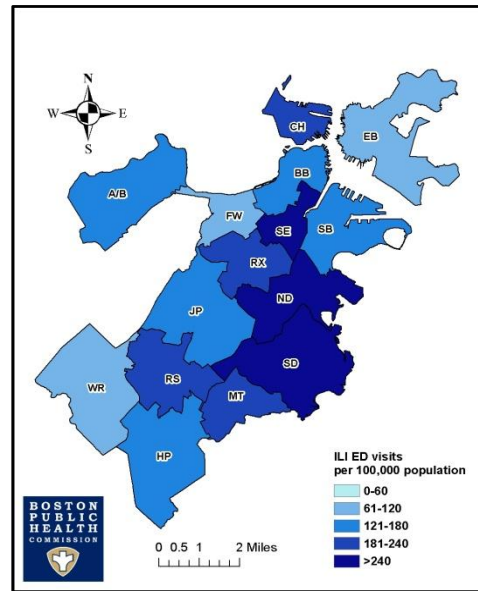 N
W E
S
CH
EB
A/B
BB
FW
SE
SB
RX
ND
JP
SD
WR
RS
MT
HP
ILI ED visits
per 100,000 population
0-60
61-120
121-180
181-240
>240
BOSTON
PUBLIC
HEALTH
COMMISSION
0 0.5 1 2 Miles